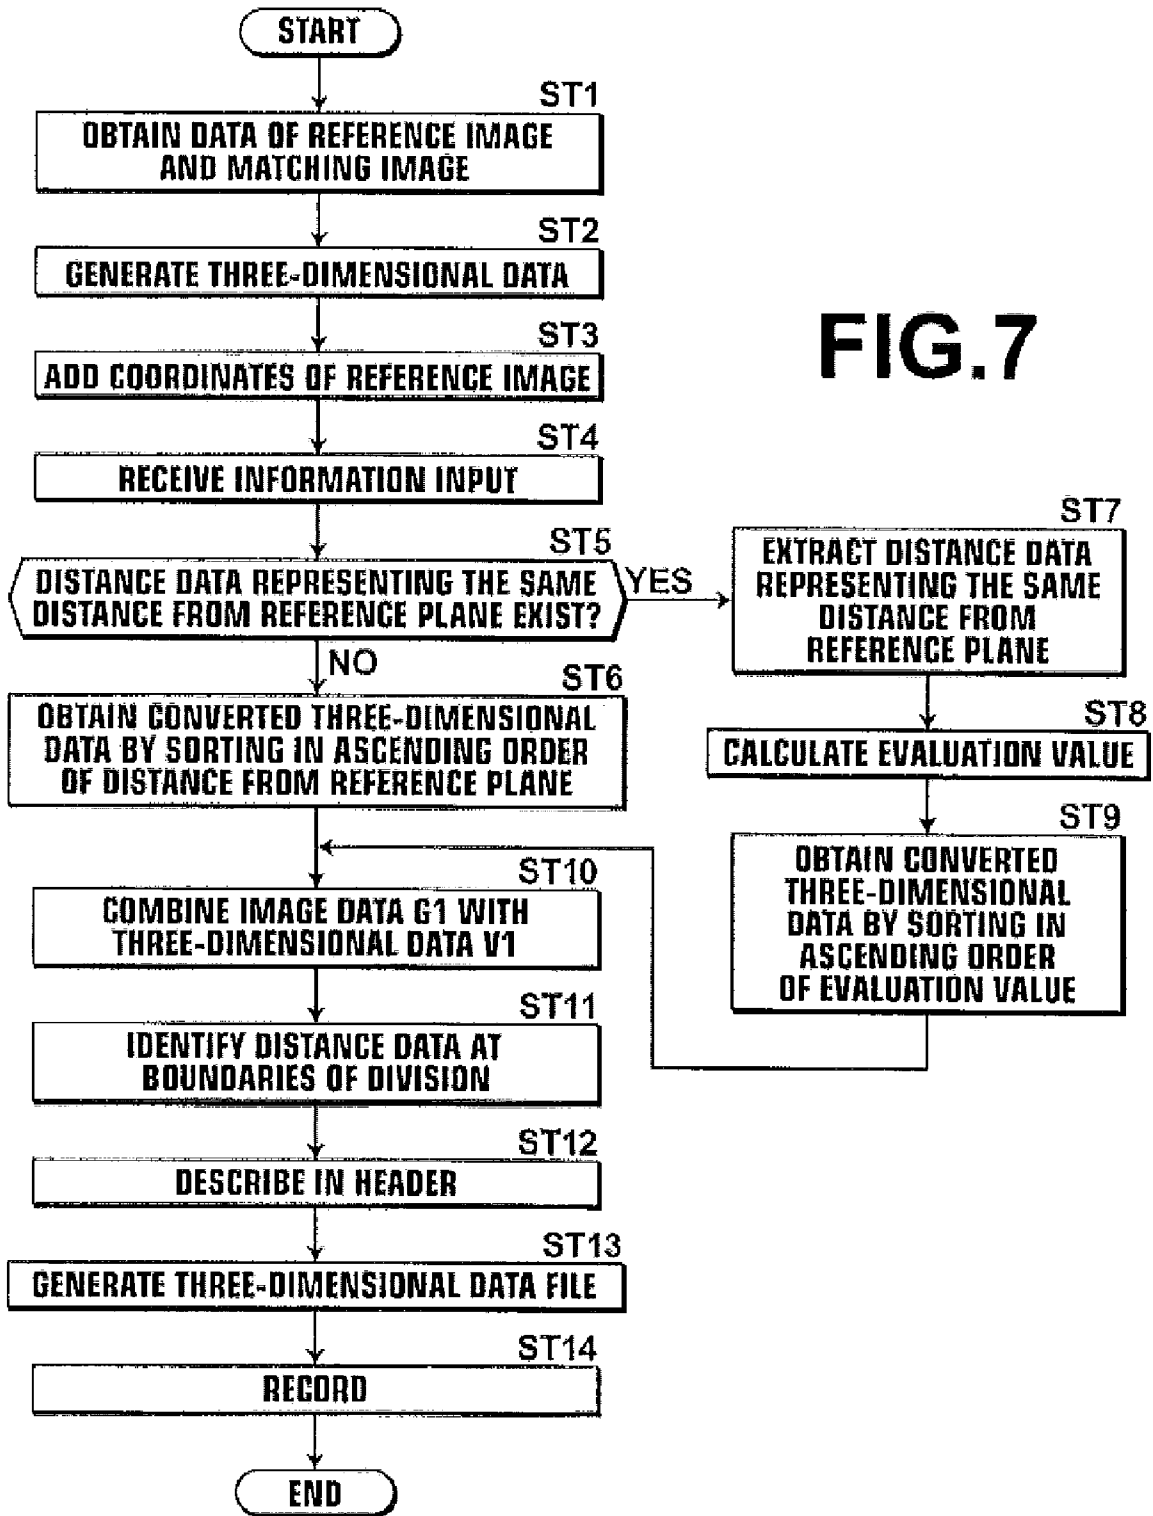 START
ST1
OBTAIN DATA OF REFERENCE IMAGE
AND MATCHING IMAGE
ST2
GENERATE THREE-DIMENSIONAL DATA
ST3
ADD COORDINATES OF REFERENCE IMAGE
ST4
RECEIVE INFORMATION INPUT
ST5
DISTANCE DATA REPRESENTING THE SAME
DISTANCE FROM REFERENCE PLANE EXIST?
YES
NO
ST6
OBTAIN CONVERTED THREE-DIMENSIONAL
DATA BY SORTING IN ASCENDING ORDER
OF DISTANCE FROM REFERENCE PLANE
FIG.7
ST7
EXTRACT DISTANCE DATA
REPRESENTING THE SAME
DISTANCE FROM
REFERENCE PLANE
ST8
CALCULATE EVALUATION VALUE
ST9
OBTAIN CONVERTED
THREE-DIMENSIONAL
DATA BY SORTING IN
ASCENDING ORDER
OF EVALUATION VALUE
ST10
COMBINE IMAGE DATA G1 WITH
THREE-DIMENSIONAL DATA V1
ST11
IDENTIFY DISTANCE DATA AT
BOUNDARIES OF DIVISION
ST12
DESCRIBE IN HEADER
ST13
GENERATE THREE-DIMENSIONAL DATA FILE
ST14
RECORD
END